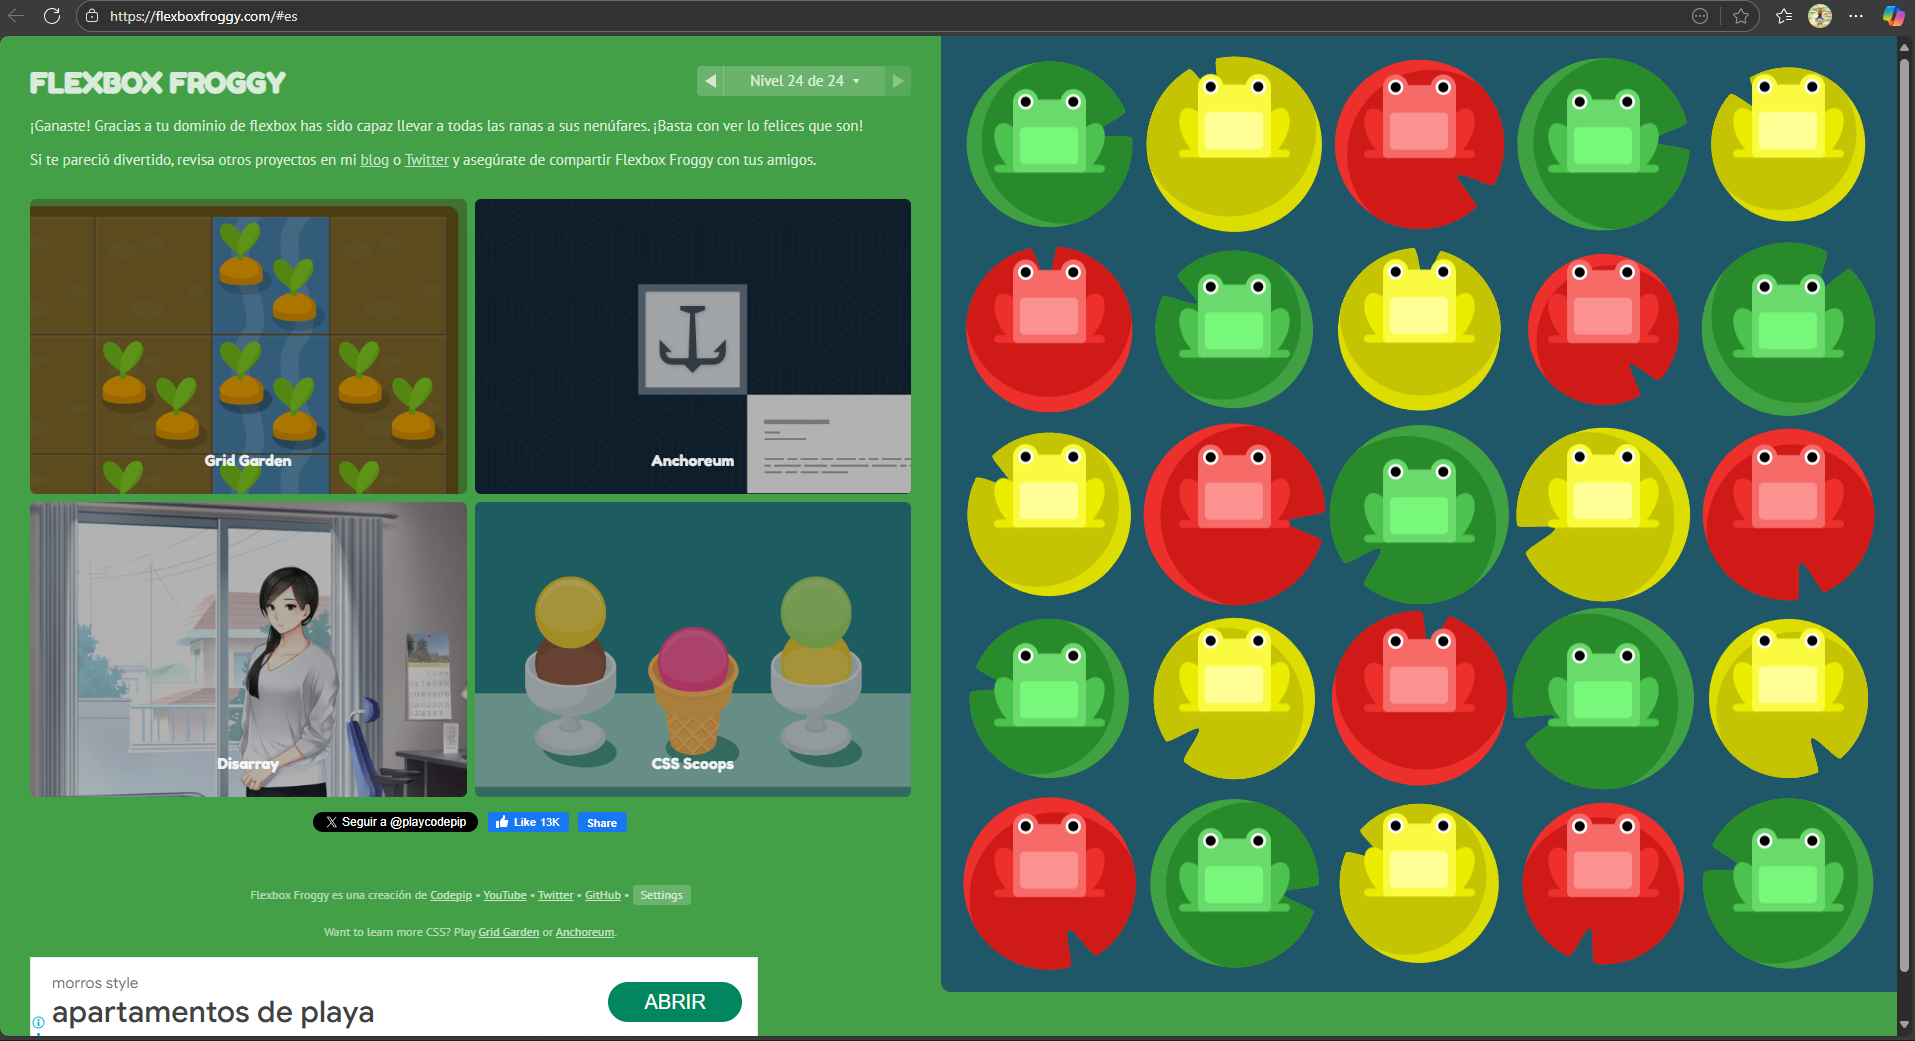 https://flexboxfroggy.com/#es
FLEXBOX FROGGY
Nivel 24 de 24
¡Ganaste! Gracias a tu dominio de flexbox has sido capaz llevar a todas las ranas a sus nenúfares. ¡Basta con ver lo felices que son!
Si te pareció divertido, revisa otros proyectos en mi blog o Twitter y asegúrate de compartir Flexbox Froggy con tus amigos.
Grid Garden
Anchoreum
Disarray
CSS Scoops
Seguir a @playcodepip
Like 13K
Share
Flexbox Froggy es una creación de Codepip • YouTube • Twitter • GitHub • Settings
Want to learn more CSS? Play Grid Garden or Anchoreum.
morros style
apartamentos de playa
ABRIR